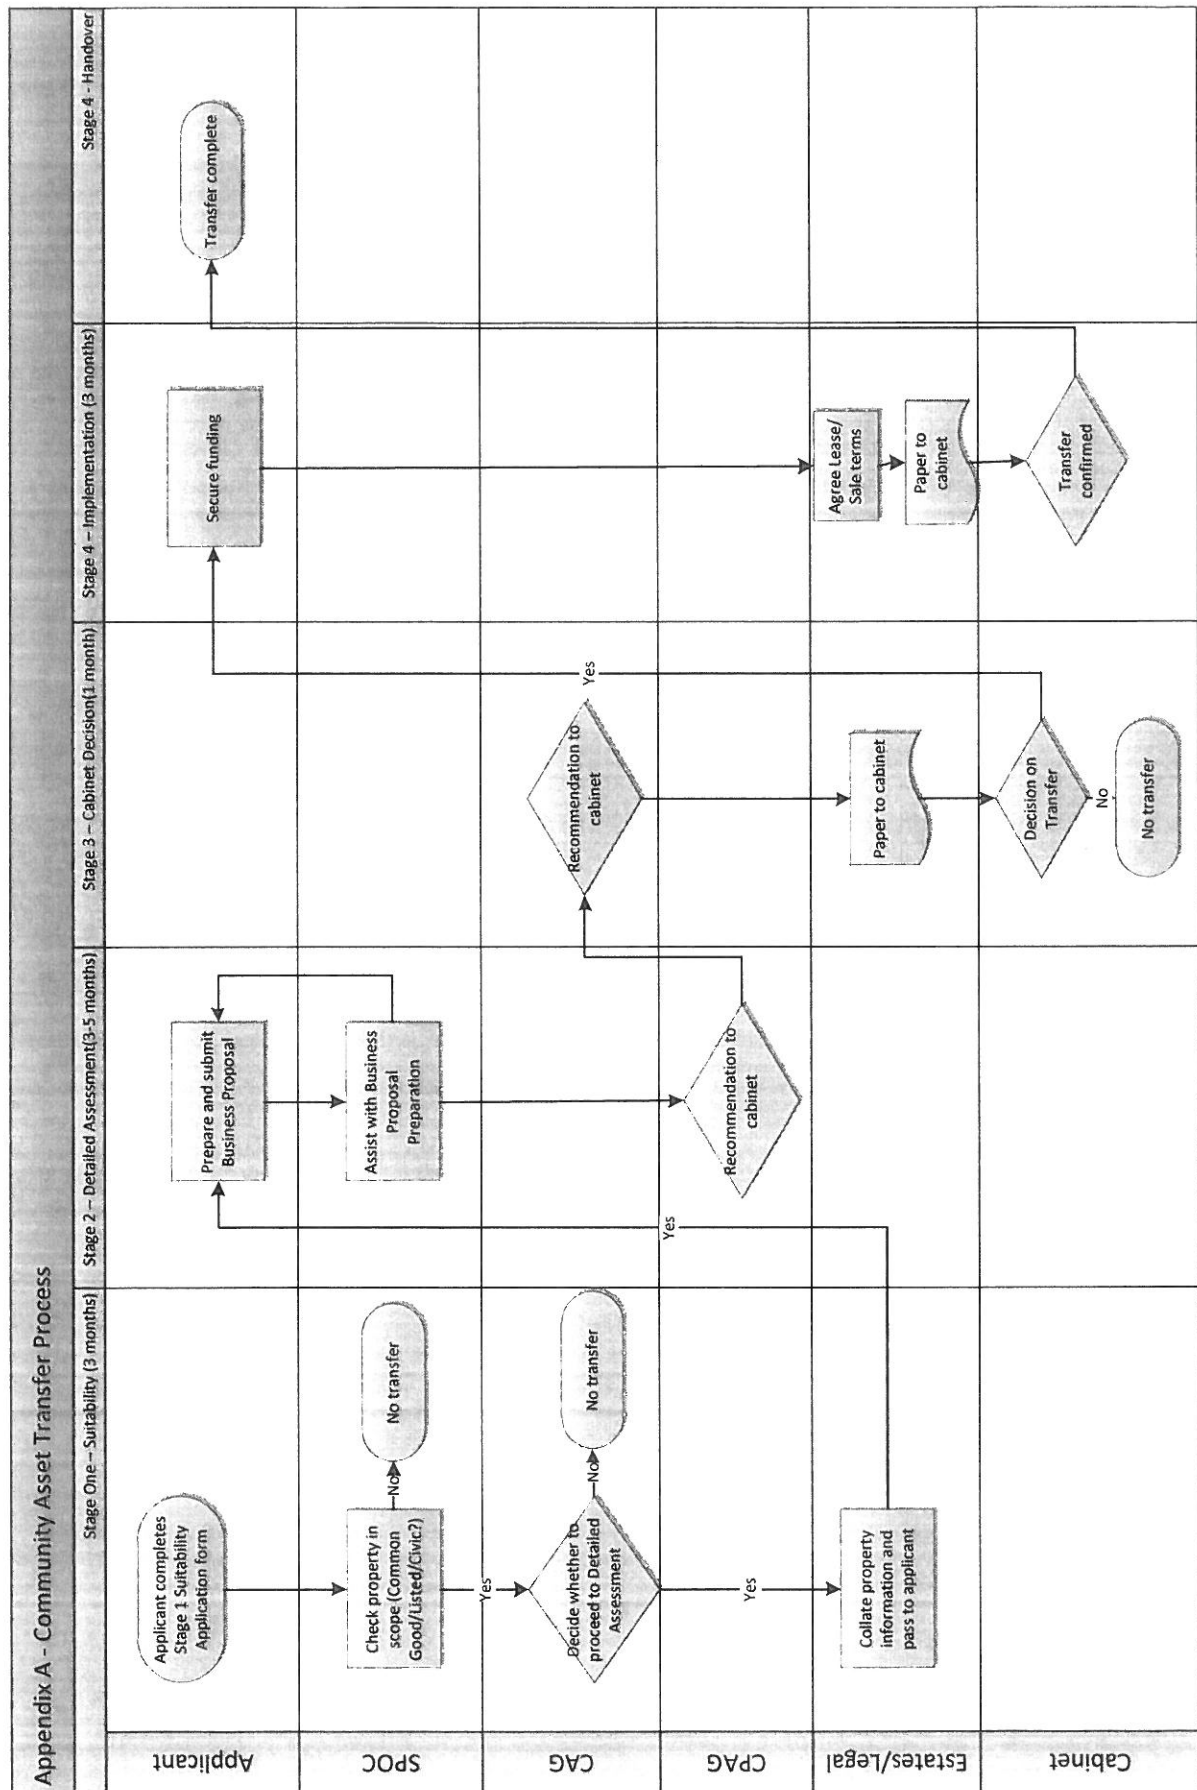 Appendix A - Community Asset Transfer Process
Stage One – Suitability (3 months)
Stage 2 – Detailed Assessment(3-5 months)
Stage 3 – Cabinet Decision(1 month)
Stage 4 – Implementation (3 months)
Stage 4 - Handover
Applicant
Applicant completes
Stage 1 Suitability
Application form
Prepare and submit
Business Proposal
Secure funding
Transfer complete
SPOC
Check property in
scope (Common
Good/Listed/Civic?)
No
No transfer
Assist with Business
Proposal
Preparation
Yes
CAG
Decide whether to
proceed to Detailed
Assessment
No
No transfer
Recommendation to
cabinet
Yes
CPAG
Yes
Yes
Recommendation to
cabinet
Estates/Legal
Collate property
information and
pass to applicant
Paper to cabinet
Agree Lease/
Sale terms
Paper to
cabinet
Cabinet
Decision on
Transfer
No
No transfer
Transfer
confirmed